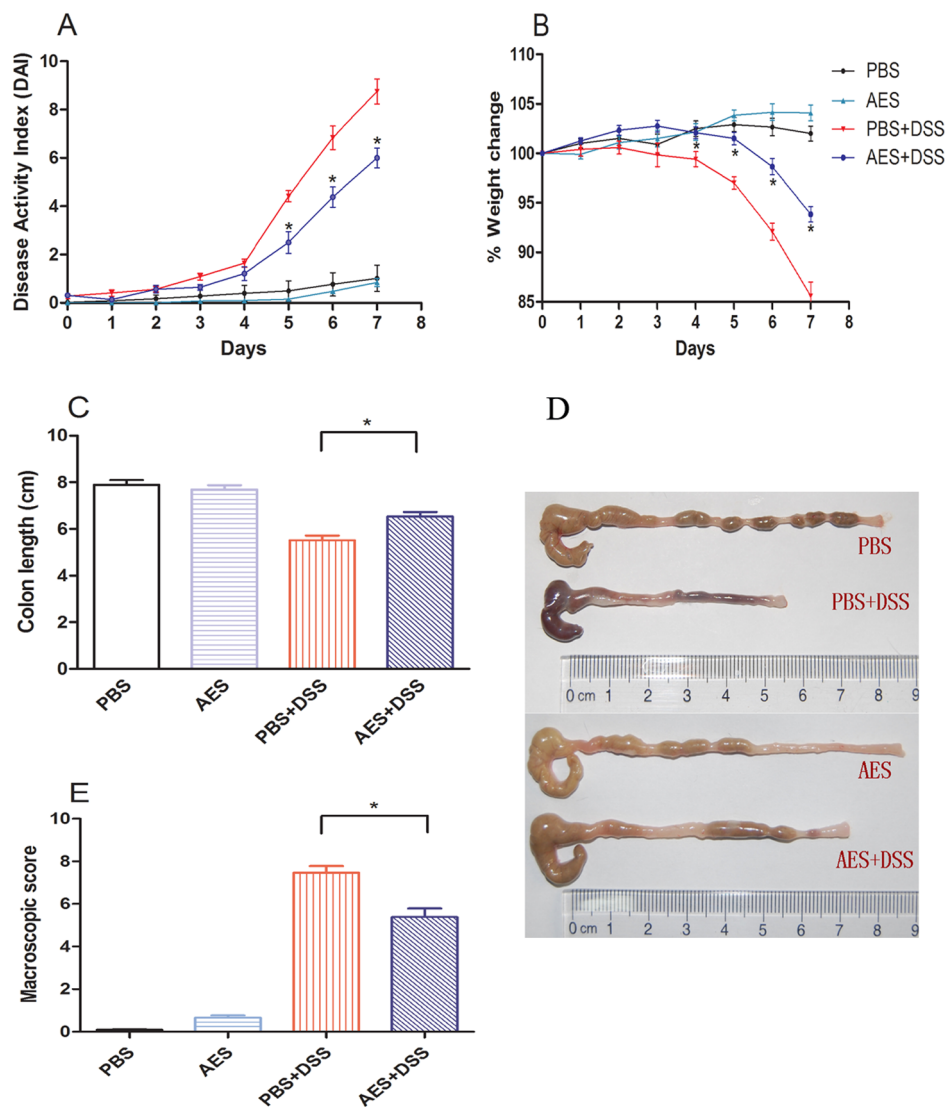 A
Disease Activity Index (DAI)
10
8
6
4
2
0
*
*
*
0 1 2 3 4 5 6 7 8
Days
B
% Weight change
110
105
100
95
90
85
*
*
*
*
0 1 2 3 4 5 6 7 8
Days
PBS
AES
PBS+DSS
AES+DSS
C
Colon length (cm)
10
8
6
4
2
0
*
PBS
AES
PBS+DSS
AES+DSS
D
PBS
PBS+DSS
0 cm 1 2 3 4 5 6 7 8 9
AES
AES+DSS
0 cm 1 2 3 4 5 6 7 8 9
E
Macroscopic score
10
8
6
4
2
0
*
PBS
AES
PBS+DSS
AES+DSS